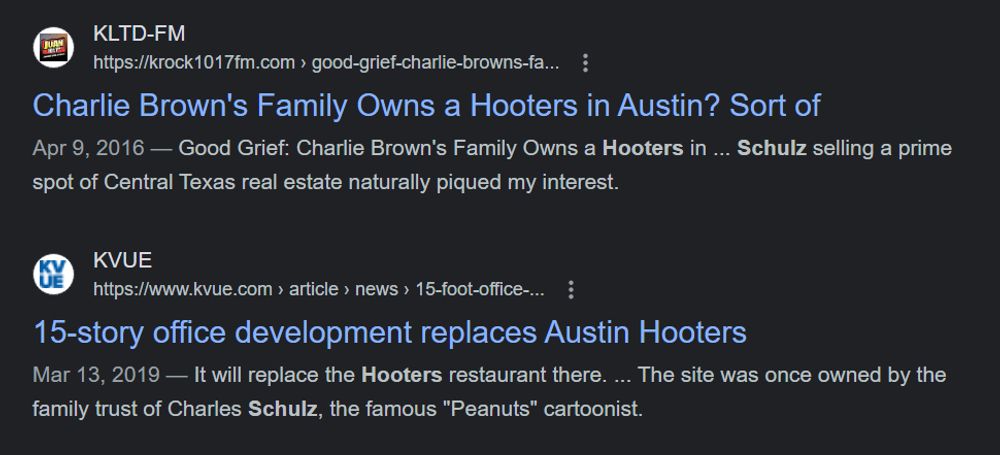 KLTD-FM
https://krock1017fm.com › good-grief-charlie-browns-fa...
Charlie Brown's Family Owns a Hooters in Austin? Sort of
Apr 9, 2016 — Good Grief: Charlie Brown's Family Owns a Hooters in ... Schulz selling a prime
spot of Central Texas real estate naturally piqued my interest.
KVUE
https://www.kvue.com › article › news › 15-foot-office-...
15-story office development replaces Austin Hooters
Mar 13, 2019 — It will replace the Hooters restaurant there. ... The site was once owned by the
family trust of Charles Schulz, the famous "Peanuts" cartoonist.
KV
UE